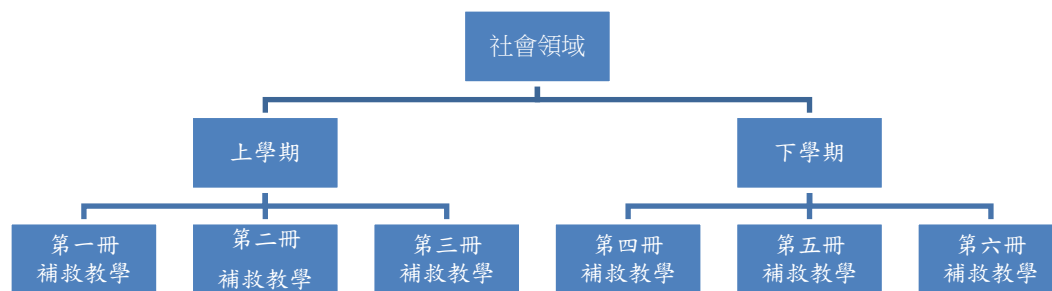 社會領域
上學期
下學期
第一冊
補救教學
第二冊
補救教學
第三冊
補救教學
第四冊
補救教學
第五冊
補救教學
第六冊
補救教學